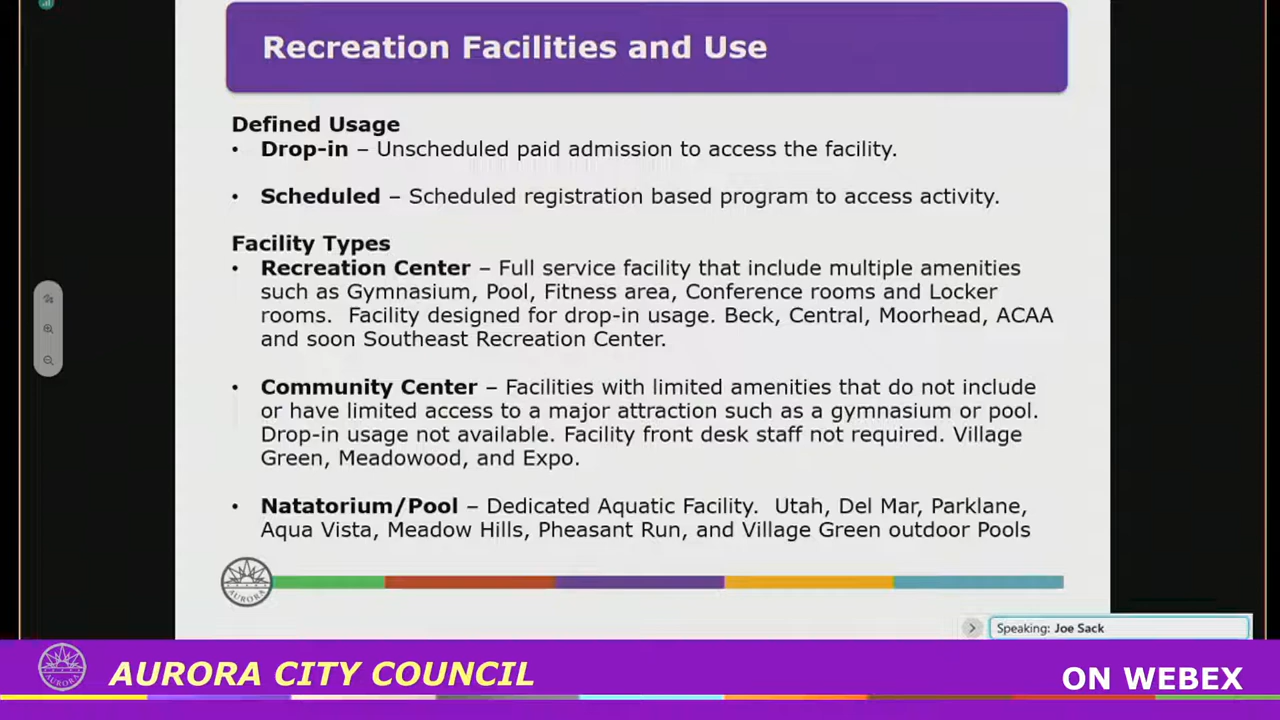 Recreation Facilities and Use
Defined Usage
• Drop-in – Unscheduled paid admission to access the facility.
• Scheduled – Scheduled registration based program to access activity.
Facility Types
• Recreation Center – Full service facility that include multiple amenities
such as Gymnasium, Pool, Fitness area, Conference rooms and Locker
rooms.  Facility designed for drop-in usage. Beck, Central, Moorhead, ACAA
and soon Southeast Recreation Center.
• Community Center – Facilities with limited amenities that do not include
or have limited access to a major attraction such as a gymnasium or pool.
Drop-in usage not available. Facility front desk staff not required. Village
Green, Meadowood, and Expo.
• Natatorium/Pool – Dedicated Aquatic Facility.  Utah, Del Mar, Parklane,
Aqua Vista, Meadow Hills, Pheasant Run, and Village Green outdoor Pools
AURORA
Speaking: Joe Sack
AURORA CITY COUNCIL
ON WEBEX